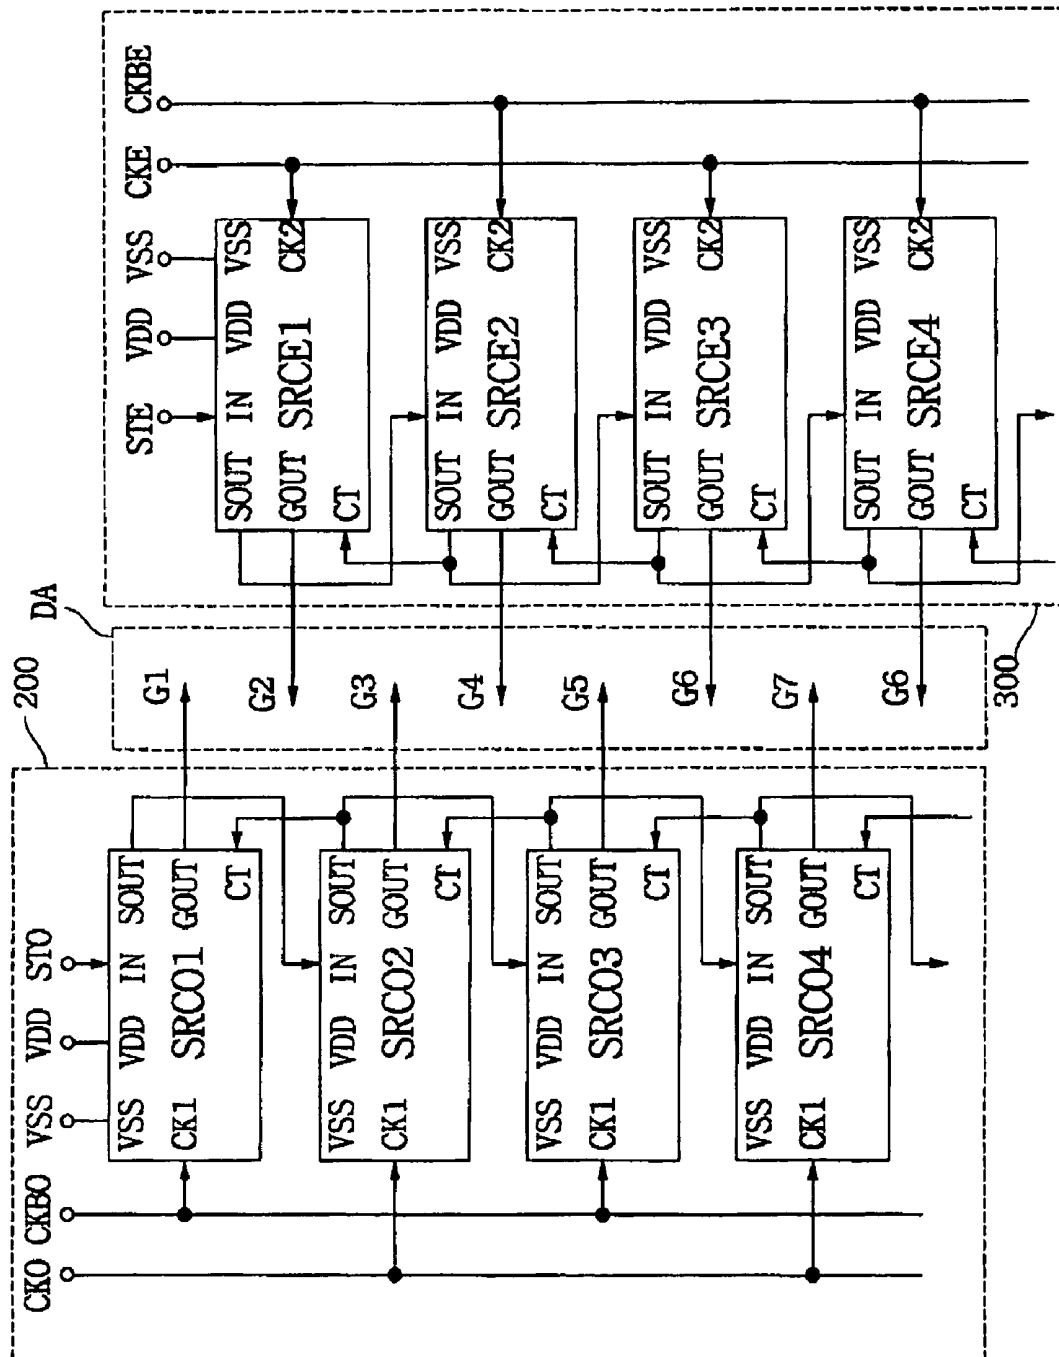 CKO CKBO VSS VDD STO
200
VSS VDD IN SOUT
CK1 SRCO1 GOUT
CT
VSS VDD IN SOUT
CK1 SRCO2 GOUT
CT
VSS VDD IN SOUT
CK1 SRCO3 GOUT
CT
VSS VDD IN SOUT
CK1 SRCO4 GOUT
CT
DA
G1
G2
G3
G4
G5
G6
G7
G6
STE VDD VSS CKE CKBE
SOUT IN VDD VSS
GOUT SRCE1 CK2
CT
SOUT IN VDD VSS
GOUT SRCE2 CK2
CT
SOUT IN VDD VSS
GOUT SRCE3 CK2
CT
SOUT IN VDD VSS
GOUT SRCE4 CK2
CT
300